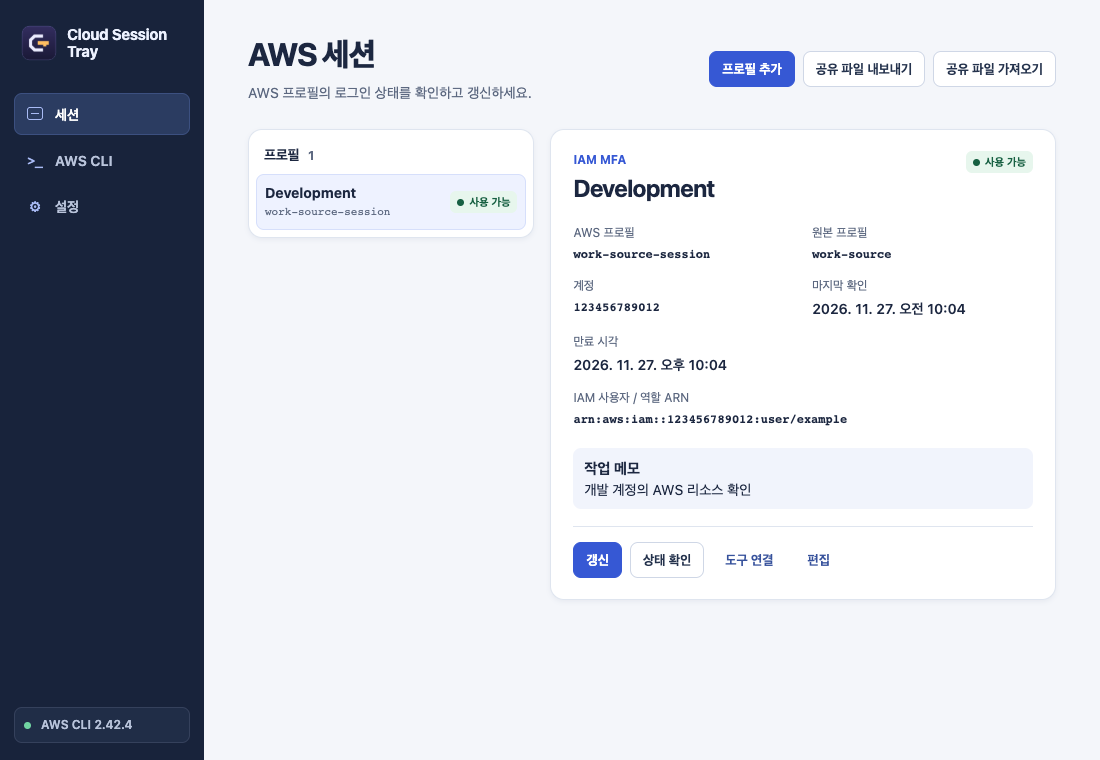 Cloud Session
Tray
세션
>_ AWS CLI
설정
AWS CLI 2.42.4
AWS 세션
AWS 프로필의 로그인 상태를 확인하고 갱신하세요.
프로필 추가
공유 파일 내보내기
공유 파일 가져오기
프로필 1
Development
work-source-session
사용 가능
IAM MFA
사용 가능
Development
AWS 프로필
work-source-session
원본 프로필
work-source
계정
123456789012
마지막 확인
2026. 11. 27. 오전 10:04
만료 시각
2026. 11. 27. 오후 10:04
IAM 사용자 / 역할 ARN
arn:aws:iam::123456789012:user/example
작업 메모
개발 계정의 AWS 리소스 확인
갱신
상태 확인
도구 연결
편집